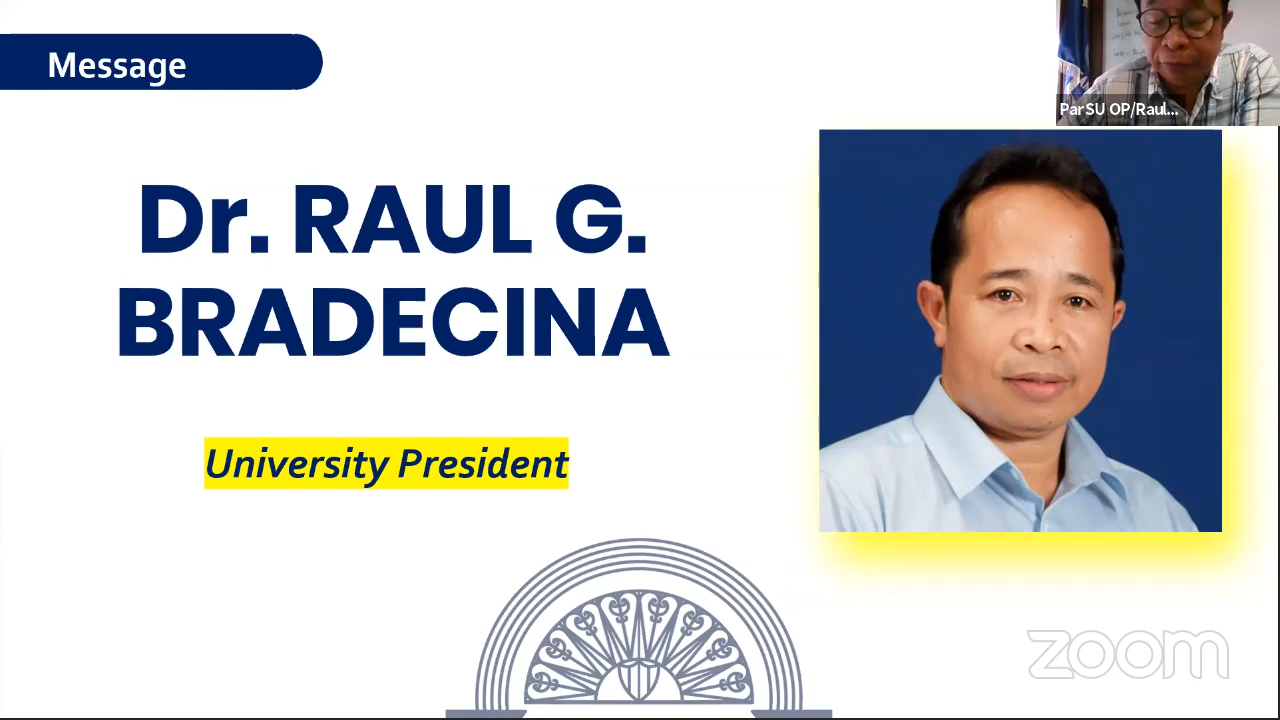 Message
ParSU OP/Raul...
Dr. RAUL G.
BRADECINA
University President
zoom